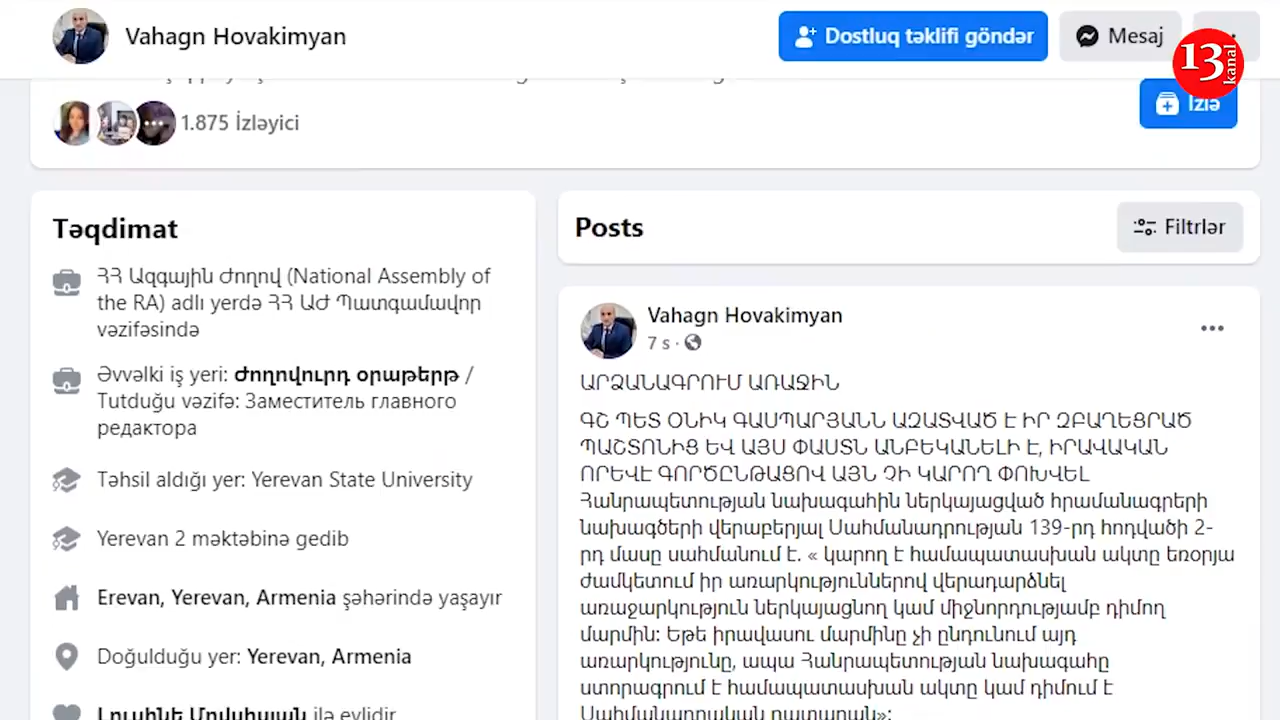 Vahagn Hovakimyan
Dostluq təklifi göndər
Mesaj
13 kanal
1.875 İzləyici
İzlə
Təqdimat
ՀՀ Ազգային ժողով (National Assembly of
the RA) adlı yerdə ՀՀ ԱԺ Պատգամավոր
vəzifəsində
Əvvəlki iş yeri: Ժողովուրդ օրաթերթ /
Tutduğu vəzifə: Заместитель главного
редактора
Təhsil aldığı yer: Yerevan State University
Yerevan 2 məktəbinə gedib
Erevan, Yerevan, Armenia şəhərində yaşayır
Doğulduğu yer: Yerevan, Armenia
ilə evlidir
Posts
Filtrlər
Vahagn Hovakimyan
7 s ·
ԱՐՁԱՆԱԳՐՈՒՄ ԱՌԱՋԻՆ
ԳՇ ՊԵՏ ՕՆԻԿ ԳԱՍՊԱՐՅԱՆՆ ԱԶԱՏՎԱԾ Է ԻՐ ԶԲԱՂԵՑՐԱԾ
ՊԱՇՏՈՆԻՑ ԵՎ ԱՅՍ ՓԱՍՏՆ ԱՆԲԵԿԱՆԵԼԻ Է, ԻՐԱՎԱԿԱՆ
ՈՐԵՎԷ ԳՈՐԾԸՆԹԱՑՈՎ ԱՅՆ ՉԻ ԿԱՐՈՂ ՓՈԽՎԵԼ
Հանրապետության նախագահին ներկայացված հրամանագրերի
նախագծերի վերաբերյալ Սահմանադրության 139-րդ հոդվածի 2-
րդ մասը սահմանում է. « կարող է համապատասխան ակտը եռօրյա
ժամկետում իր առարկություններով վերադարձնել
առաջարկություն ներկայացնող կամ միջնորդությամբ դիմող
մարմին: Եթե իրավասու մարմինը չի ընդունում այդ
առարկությունը, ապա Հանրապետության նախագահը
ստորագրում է համապատասխան ակտը կամ դիմում է
Սահմանադրական դատարան»: